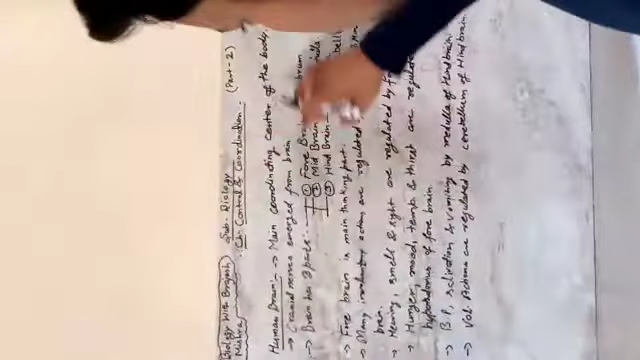 Biology With Brajesh Sub- Biology
Mishra Ch: Control & Coordination. (Part-2)
Human Brain:→ Main coordinating center of the body,
→ Cranial nerves emerged from brain
→ Brain has 3 parts - ① Fore Brain
② Mid Brain
③ Hind Brain-
→ Fore brain is main thinking part.
→ Many involuntary action are regulated
brain.
→ Hearing, smell & sight are regulated by
→ Hunger, mood, temp & thirst are
hypothalamus of fore brain.
→ B.P, salivation & vomiting by medulla of Hind brain
→ Vol. Actions are regulated by cerebellum of Hind brain.